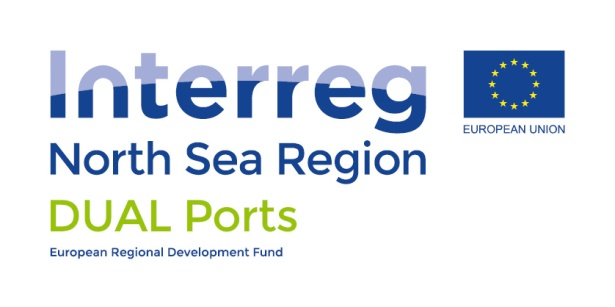 Interreg
EUROPEAN UNION
North Sea Region
DUAL Ports
European Regional Development Fund